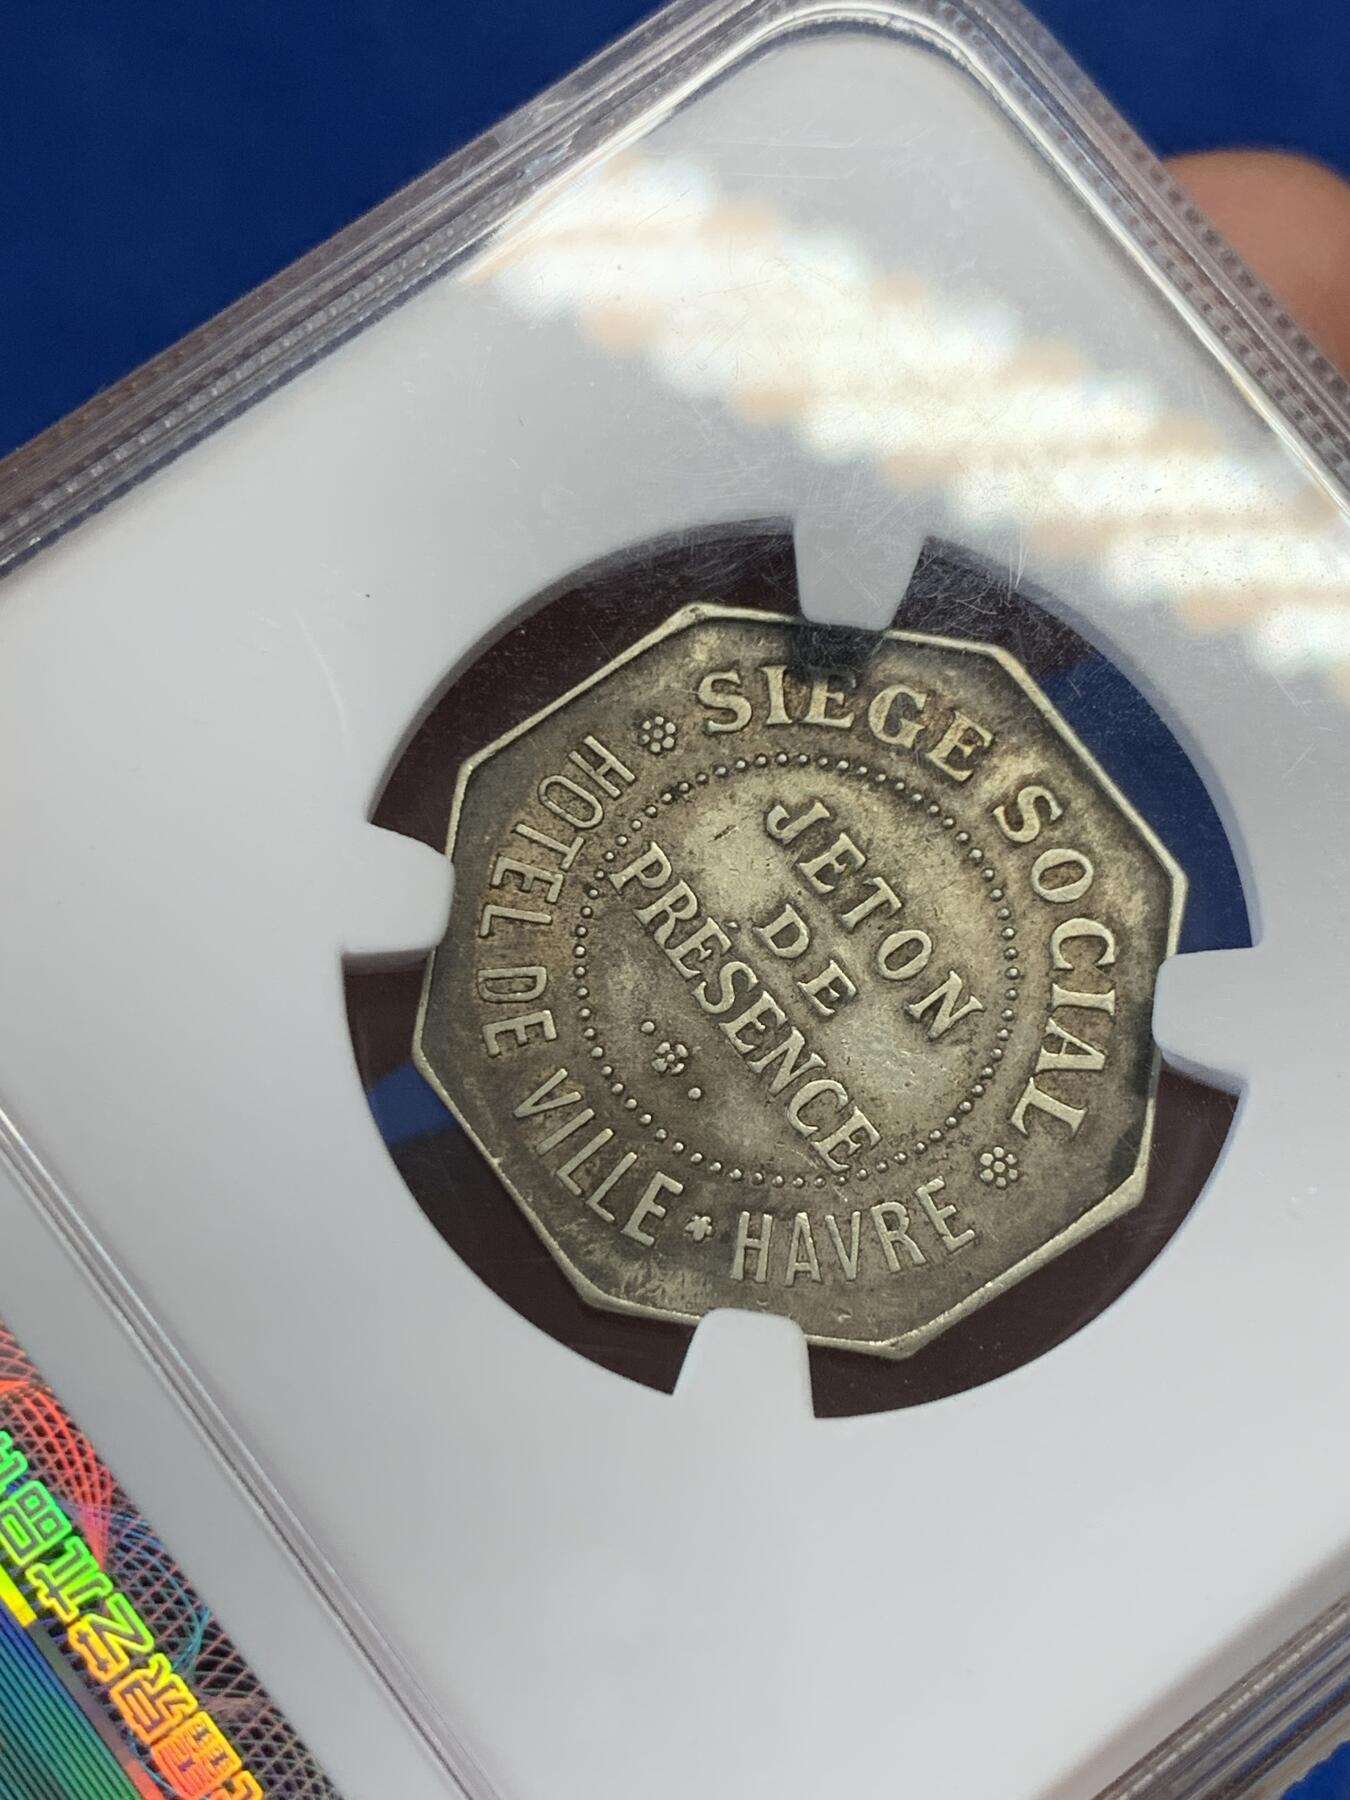 SIEGE SOCIAL
HOTEL DE VILLE * HAVRE
JETON
DE
PRÉSENCE